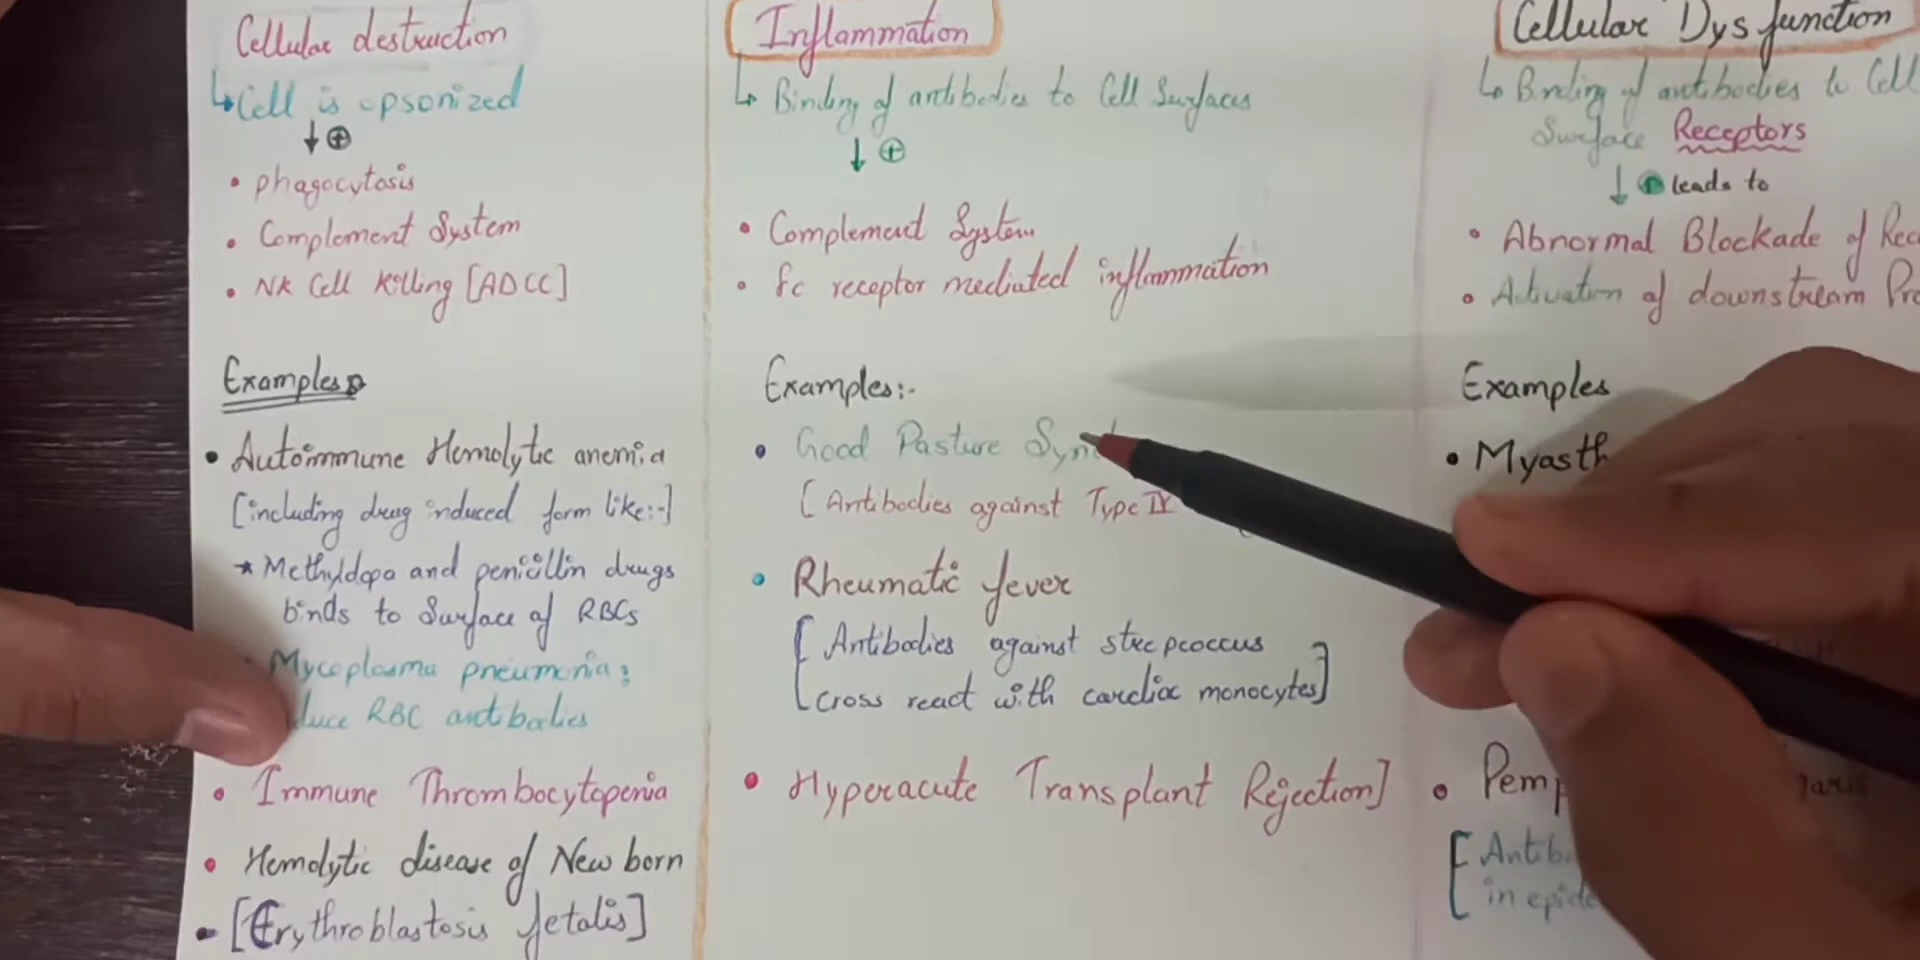 Cellular destruction
↳ Cell is opsonized
↓ ⊕
• phagocytosis
• Complement System
• NK Cell Killing [ADCC]
Examples
• Autoimmune Hemolytic anemia
[including drug induced form like:-]
* Methyldopa and penicillin drugs
binds to Surface of RBCs
Mycoplasma pneumonia:
RBC antibodies
• Immune Thrombocytopenia
• Hemolytic disease of New born
- [Erythroblastosis fetalis]
Inflammation
↳ Binding of antibodies to Cell Surfaces
↓ ⊕
• Complement System
• fc receptor mediated inflammation
Examples:-
• Good Pasture
[Antibodies against Type IV
• Rheumatic fever
[Antibodies against strepcoccus
cross react with cardiac monocytes]
• Hyperacute Transplant Rejection]
Cellular Dysfunction
↳ Binding of antibodies to Cell
Surface Receptors
↓ leads to
• Abnormal Blockade of
• Activation of downstream
Examples